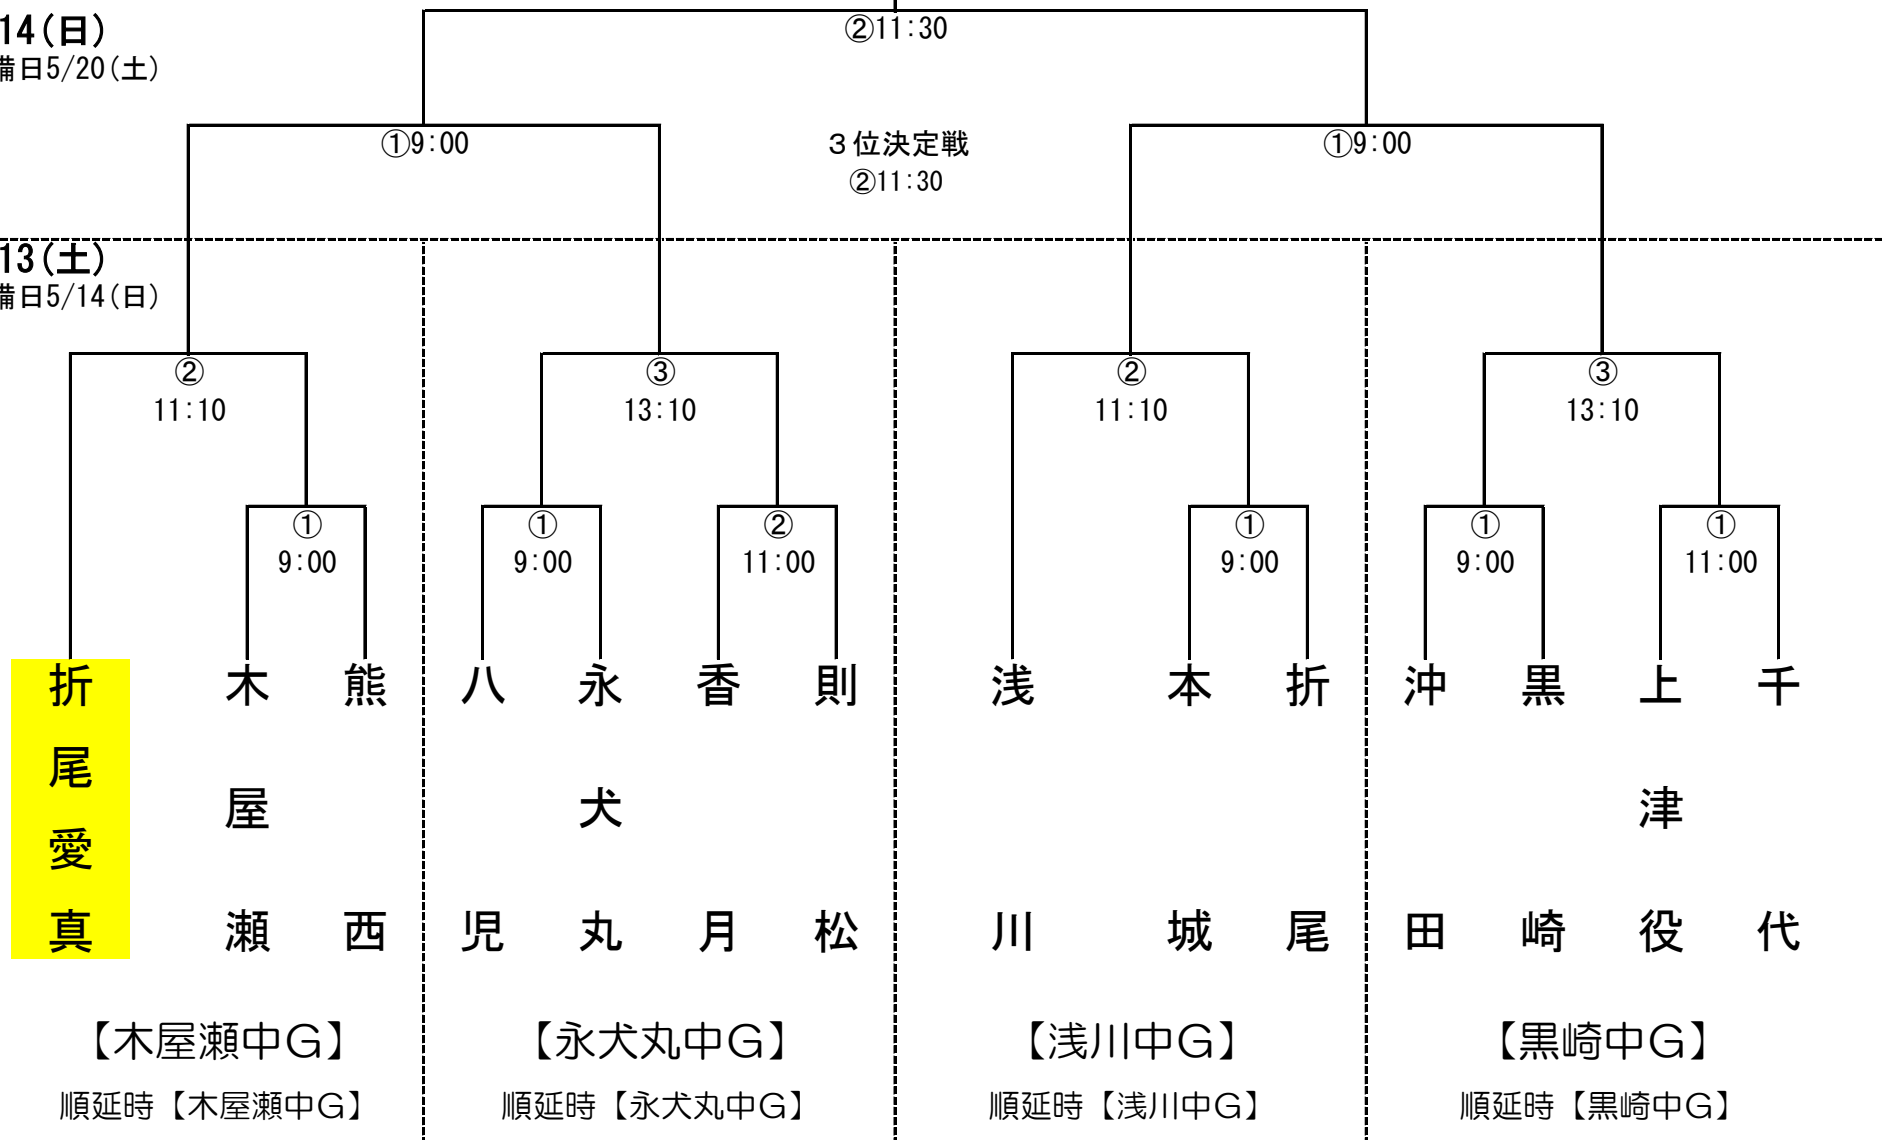 14(日)
②11:30
備日5/20(土)
①9:00
３位決定戦
①9:00
②11:30
13(土)
備日5/14(日)
②
③
②
③
11:10
13:10
11:10
13:10
①
①
②
①
①
①
9:00
9:00
11:00
9:00
9:00
11:00
折尾愛真
木屋瀬
熊西
八児
永犬丸
香月
則松
浅川
本城
折尾
沖田
黒崎
上津役
千代
【木屋瀬中Ｇ】
【永犬丸中Ｇ】
【浅川中Ｇ】
【黒崎中Ｇ】
順延時【木屋瀬中Ｇ】
順延時【永犬丸中Ｇ】
順延時【浅川中Ｇ】
順延時【黒崎中Ｇ】